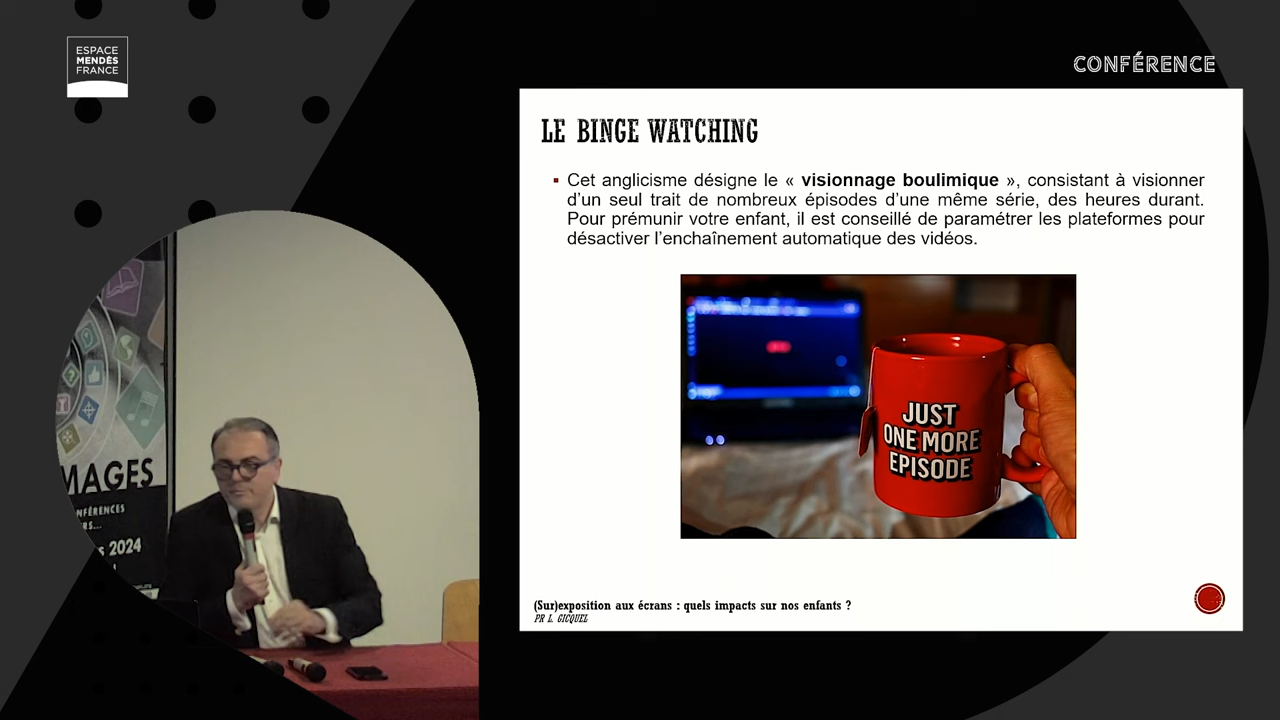 ESPACE
MENDÈS
FRANCE
CONFÉRENCE
LE BINGE WATCHING
Cet anglicisme désigne le « visionnage boulimique », consistant à visionner
d’un seul trait de nombreux épisodes d’une même série, des heures durant.
Pour prémunir votre enfant, il est conseillé de paramétrer les plateformes pour
désactiver l’enchaînement automatique des vidéos.
JUST
ONE MORE
EPISODE
(Sur)exposition aux écrans : quels impacts sur nos enfants ?
PR L. GICQUEL
MAGES
NFÉRENCES
RS...
s 2024